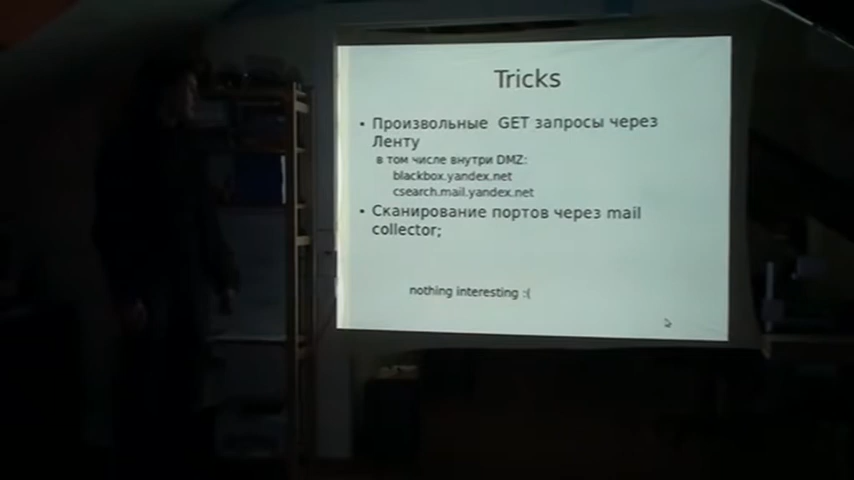 Tricks
• Произвольные GET запросы через
Ленту
в том числе внутри DMZ:
blackbox.yandex.net
csearch.mail.yandex.net
• Сканирование портов через mail
collector;
nothing interesting :(